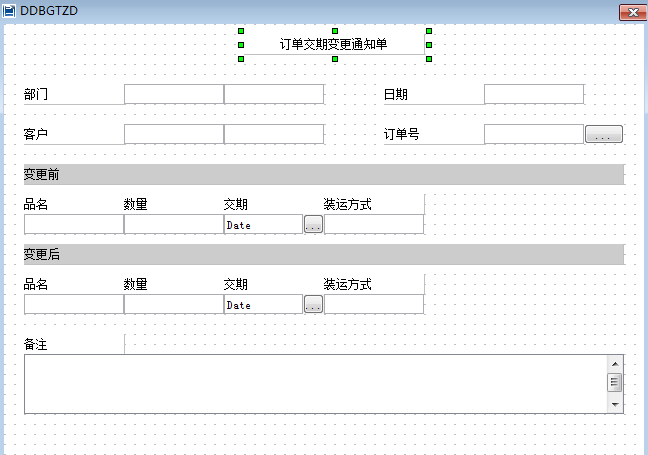 DDBGTZD
订单交期变更通知单
部门 日期
客户 订单号 ...
变更前
品名 数量 交期 装运方式
Date ...
变更后
品名 数量 交期 装运方式
Date ...
备注